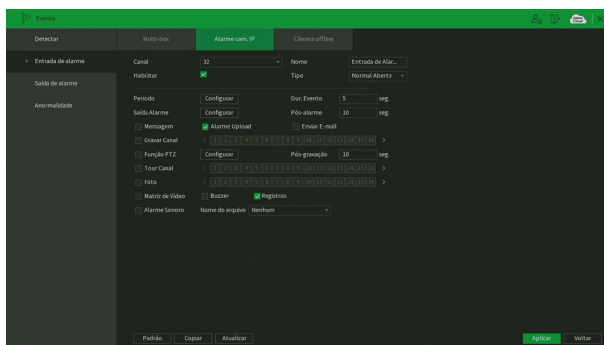 Evento
Detectar
Multi-box
Alarme cam. IP
Câmera offline
Entrada de alarme
Saída de alarme
Anormalidade
Canal 32 Nome Entrada de Alar...
Habilitar Tipo Normal Aberto
Período Configurar Dur. Evento 5 seg.
Saída Alarme Configurar Pós-alarme 10 seg.
Mensagem Alarme Upload Enviar E-mail
Gravar Canal < 1 2 3 4 5 6 7 8 9 10 11 12 13 14 15 16 >
Função PTZ Configurar Pós-gravação 10 seg.
Tour Canal < 1 2 3 4 5 6 7 8 9 10 11 12 13 14 15 16 >
Foto < 1 2 3 4 5 6 7 8 9 10 11 12 13 14 15 16 >
Matriz de Vídeo Buzzer Registros
Alarme Sonoro Nome do arquivo Nenhum
Padrão Copiar Atualizar Aplicar Voltar